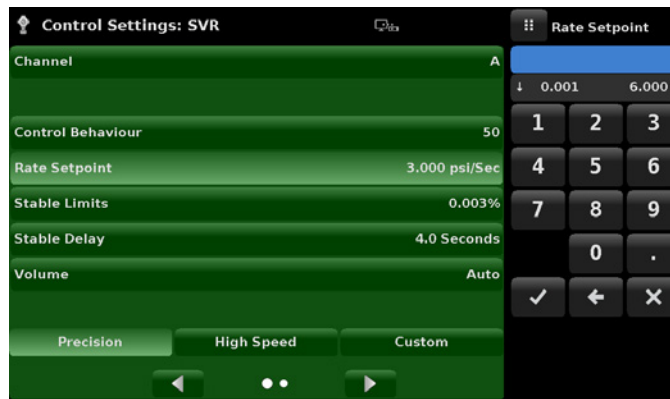 Control Settings: SVR
Channel A
Control Behaviour 50
Rate Setpoint 3.000 psi/Sec
Stable Limits 0.003%
Stable Delay 4.0 Seconds
Volume Auto
Precision High Speed Custom
Rate Setpoint
↓ 0.001 6.000
1 2 3
4 5 6
7 8 9
0 .